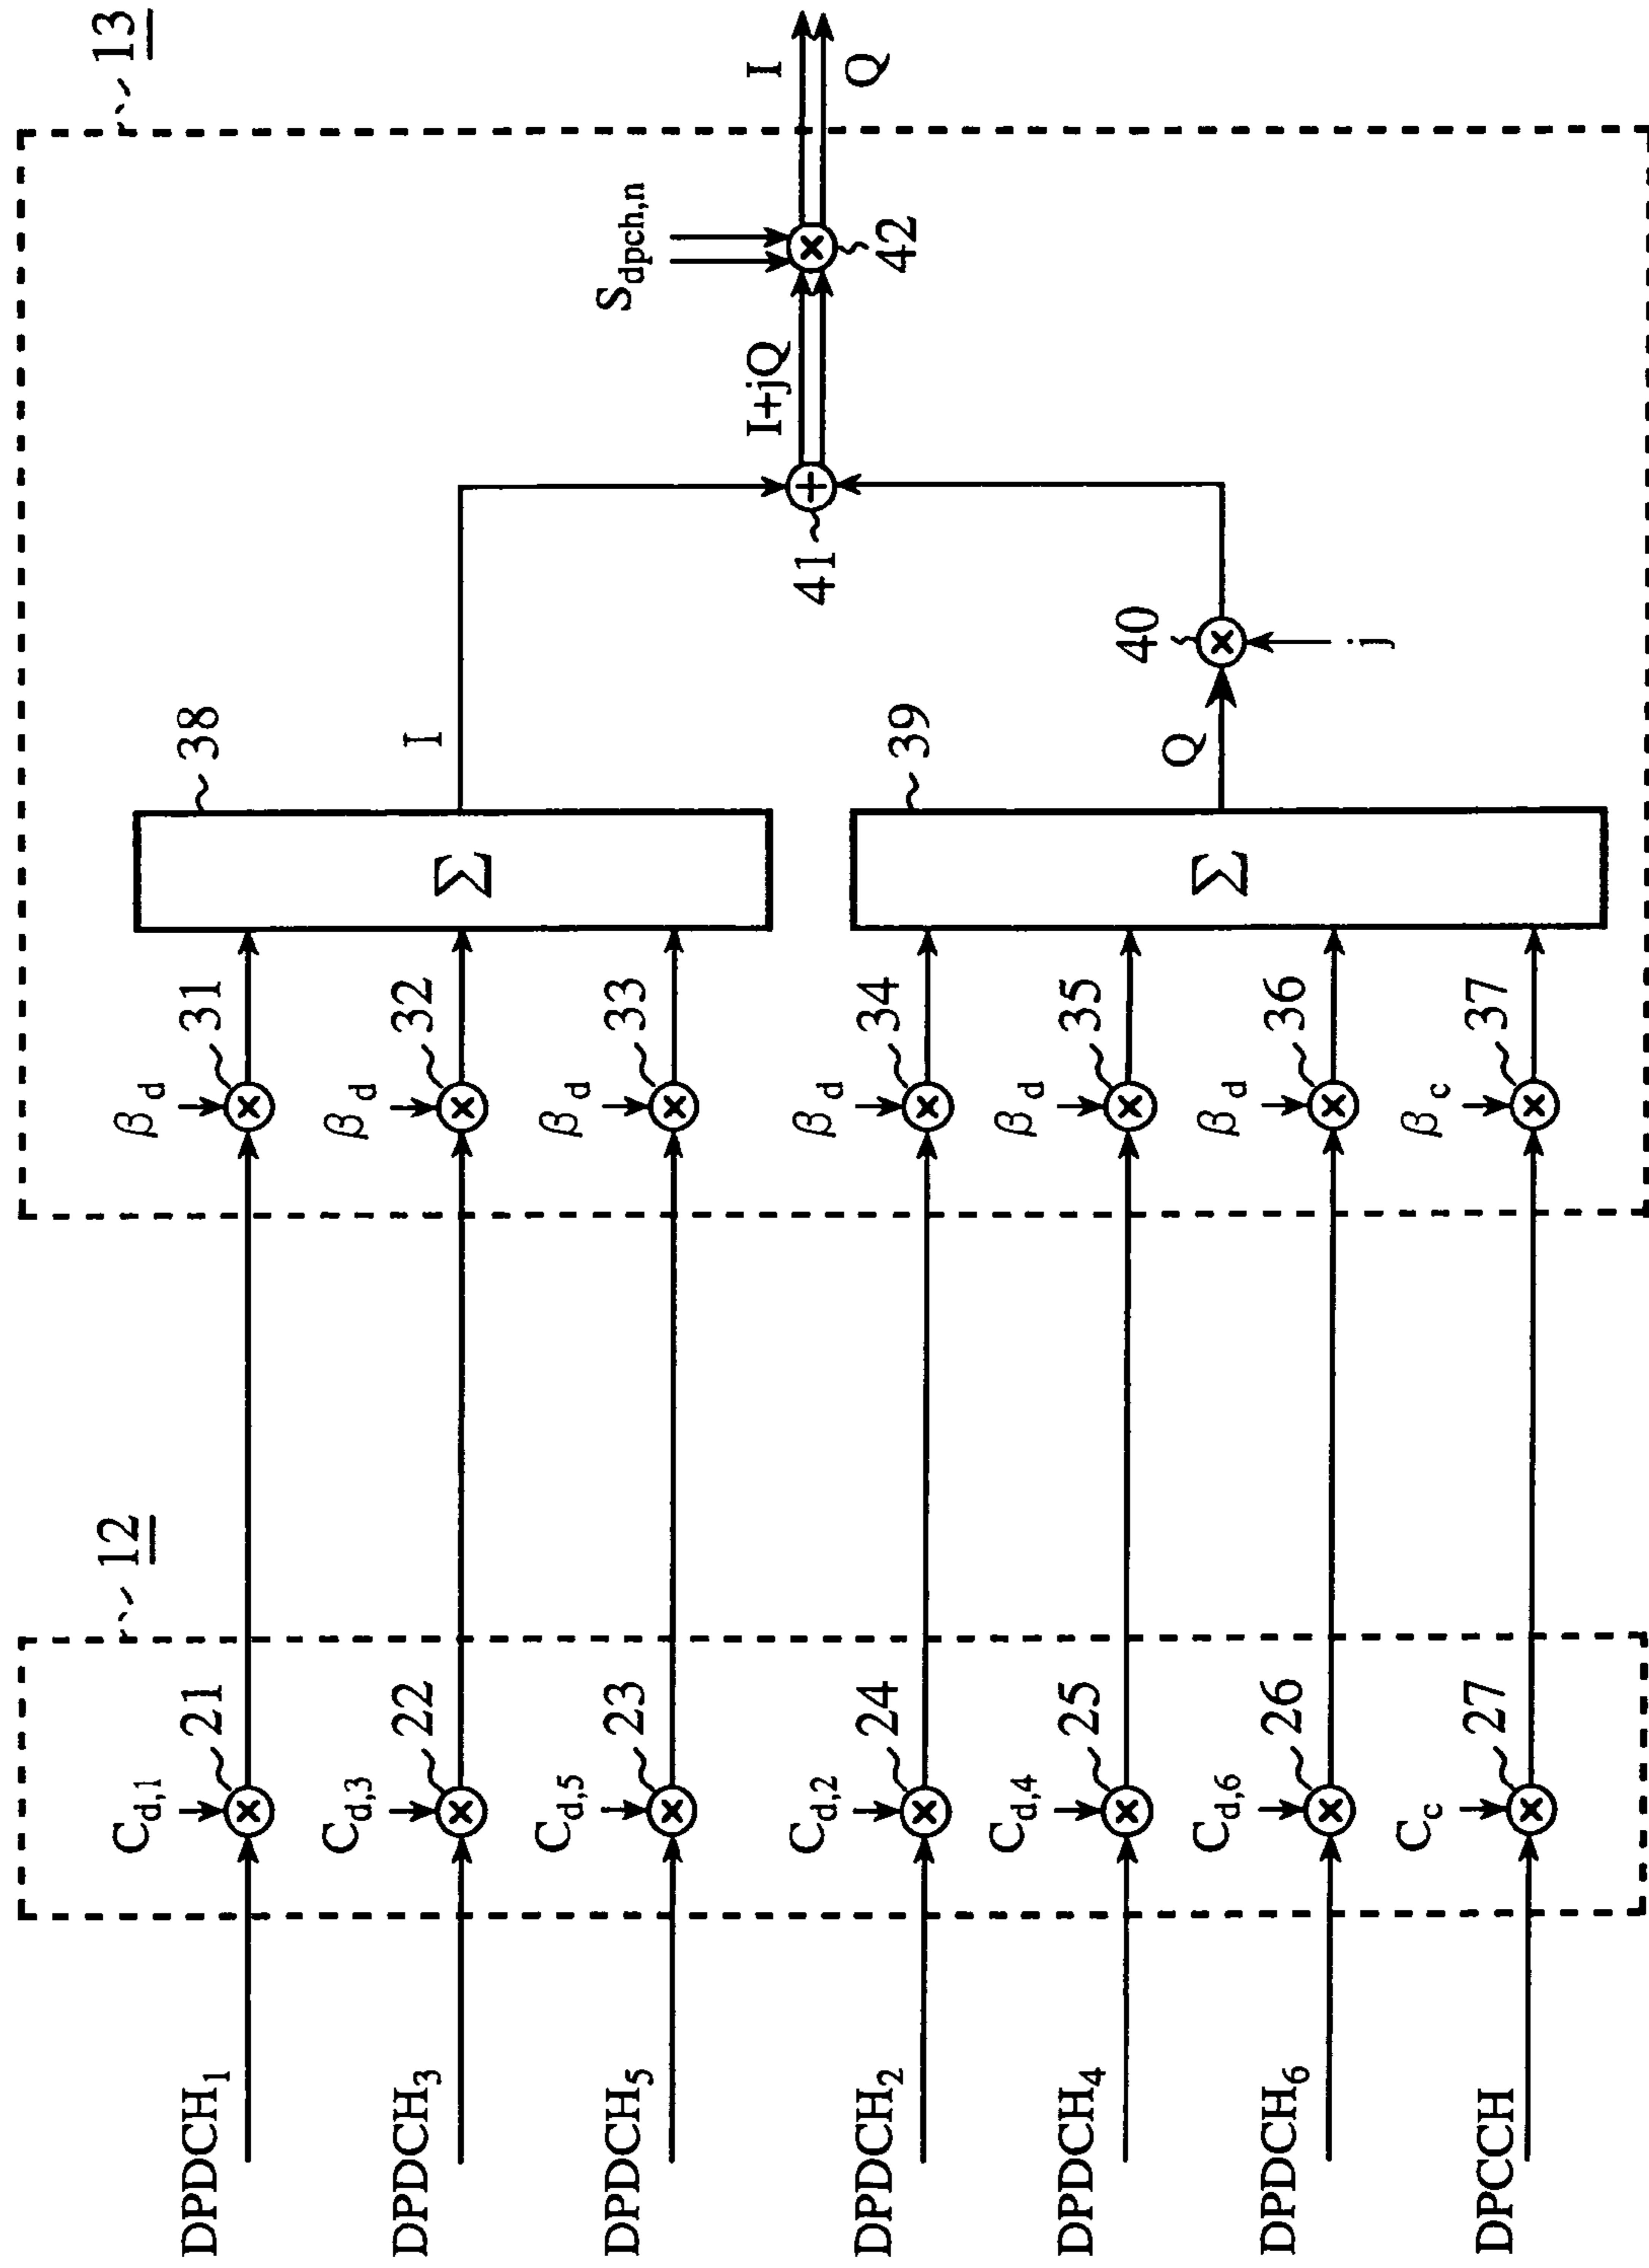 12
13
DPDCH1
Cd,1
21
βd
31
DPDCH3
Cd,3
22
βd
32
DPDCH5
Cd,5
23
βd
33
Σ
38
I
DPDCH2
Cd,2
24
βd
34
DPDCH4
Cd,4
25
βd
35
DPDCH6
Cd,6
26
βd
36
DPCCH
Cc
27
βc
37
Σ
39
Q
40
j
41
I+jQ
Sdpch,n
42
I
Q